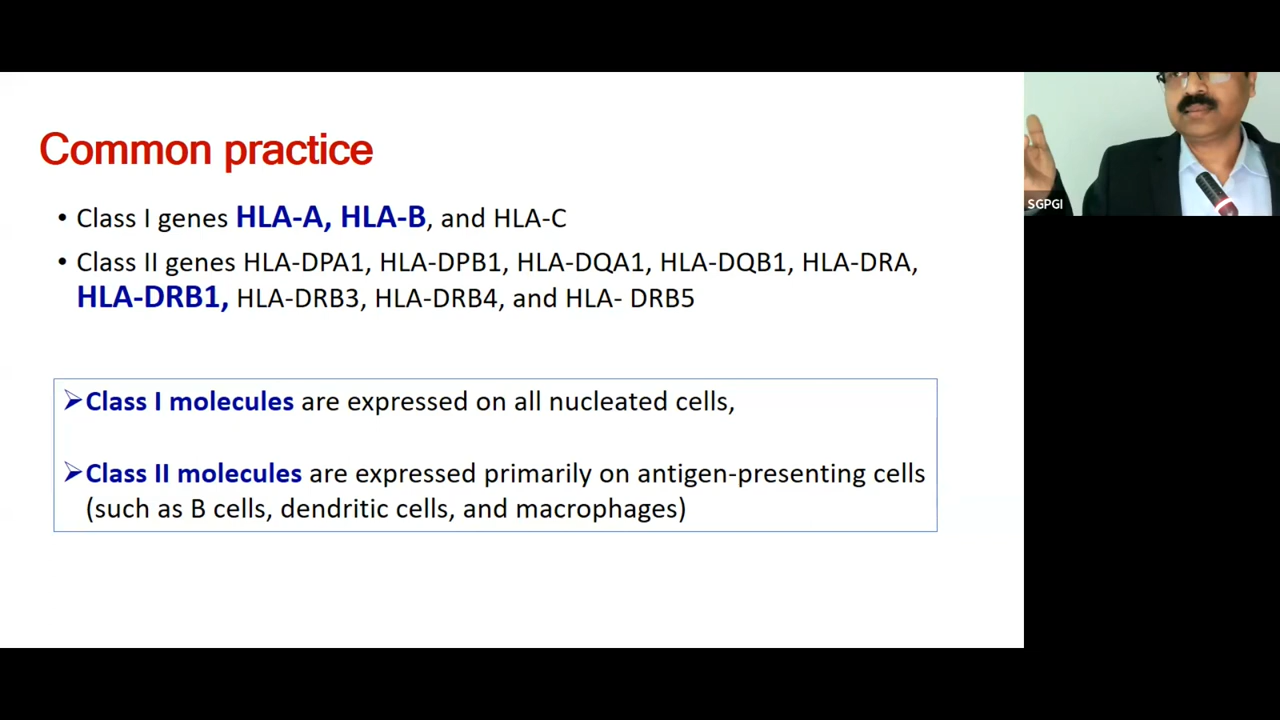 Common practice
• Class I genes HLA-A, HLA-B, and HLA-C
• Class II genes HLA-DPA1, HLA-DPB1, HLA-DQA1, HLA-DQB1, HLA-DRA,
HLA-DRB1, HLA-DRB3, HLA-DRB4, and HLA- DRB5
➢Class I molecules are expressed on all nucleated cells,
➢Class II molecules are expressed primarily on antigen-presenting cells
(such as B cells, dendritic cells, and macrophages)
SGPGI